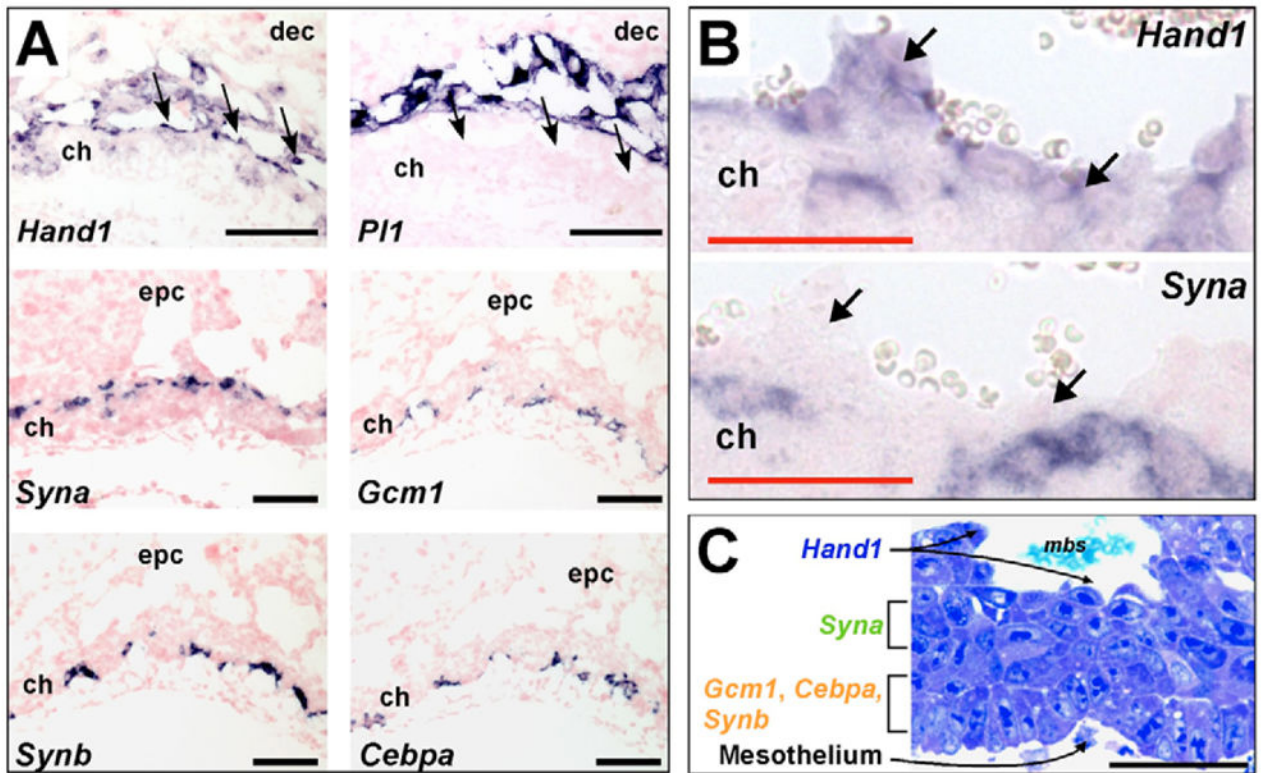 A
dec
ch
Hand1
dec
ch
Pl1
epc
ch
Syna
epc
ch
Gcm1
epc
ch
Synb
epc
ch
Cebpa
B
Hand1
ch
Syna
ch
C
Hand1
mbs
Syna
Gcm1, Cebpa,
Synb
Mesothelium